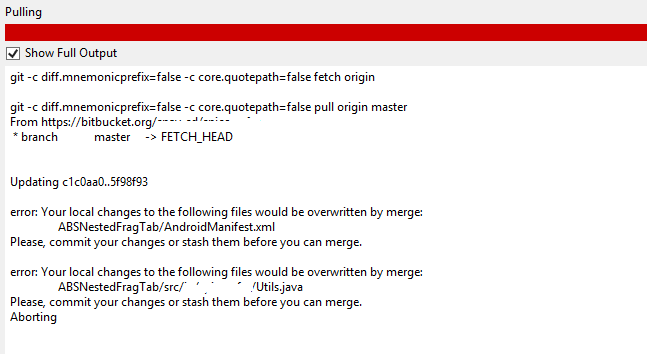 Pulling
Show Full Output
git -c diff.mnemonicprefix=false -c core.quotepath=false fetch origin
git -c diff.mnemonicprefix=false -c core.quotepath=false pull origin master
From https://bitbucket.org/
* branch master -> FETCH_HEAD
Updating c1c0aa0..5f98f93
error: Your local changes to the following files would be overwritten by merge:
ABSNestedFragTab/AndroidManifest.xml
Please, commit your changes or stash them before you can merge.
error: Your local changes to the following files would be overwritten by merge:
ABSNestedFragTab/src/ /Utils.java
Please, commit your changes or stash them before you can merge.
Aborting